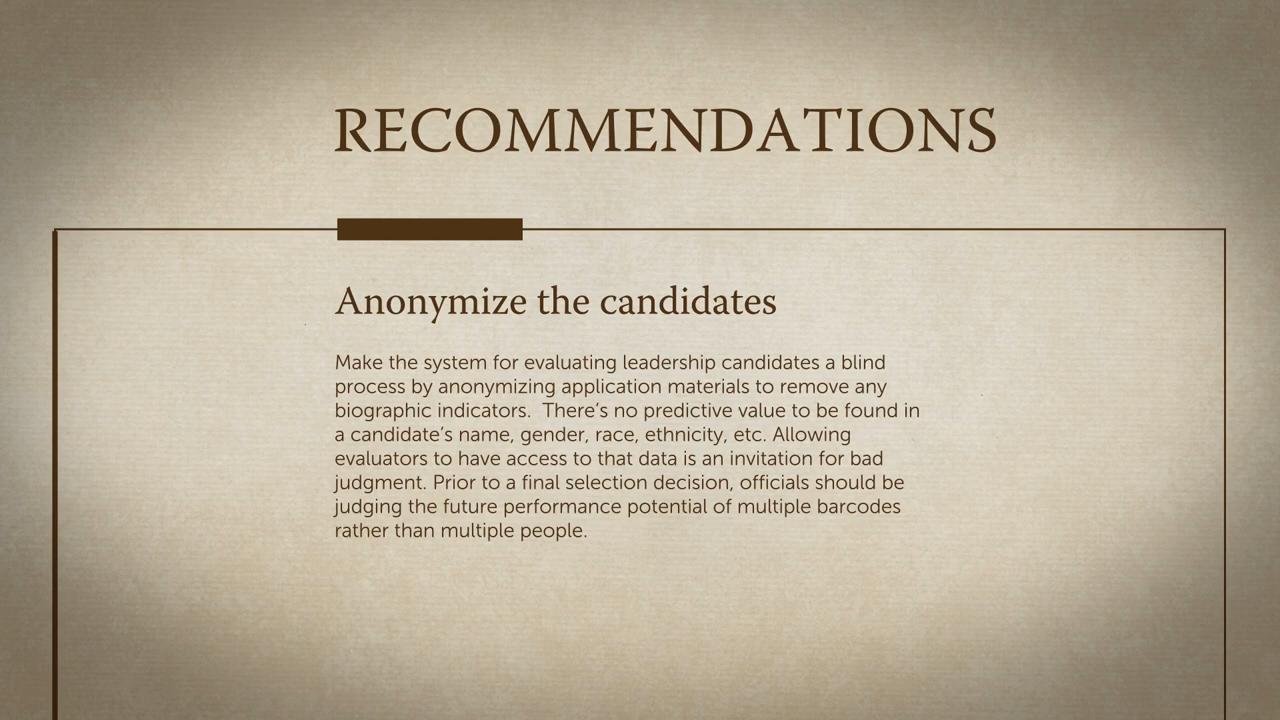 RECOMMENDATIONS
Anonymize the candidates
Make the system for evaluating leadership candidates a blind
process by anonymizing application materials to remove any
biographic indicators.  There’s no predictive value to be found in
a candidate’s name, gender, race, ethnicity, etc. Allowing
evaluators to have access to that data is an invitation for bad
judgment. Prior to a final selection decision, officials should be
judging the future performance potential of multiple barcodes
rather than multiple people.